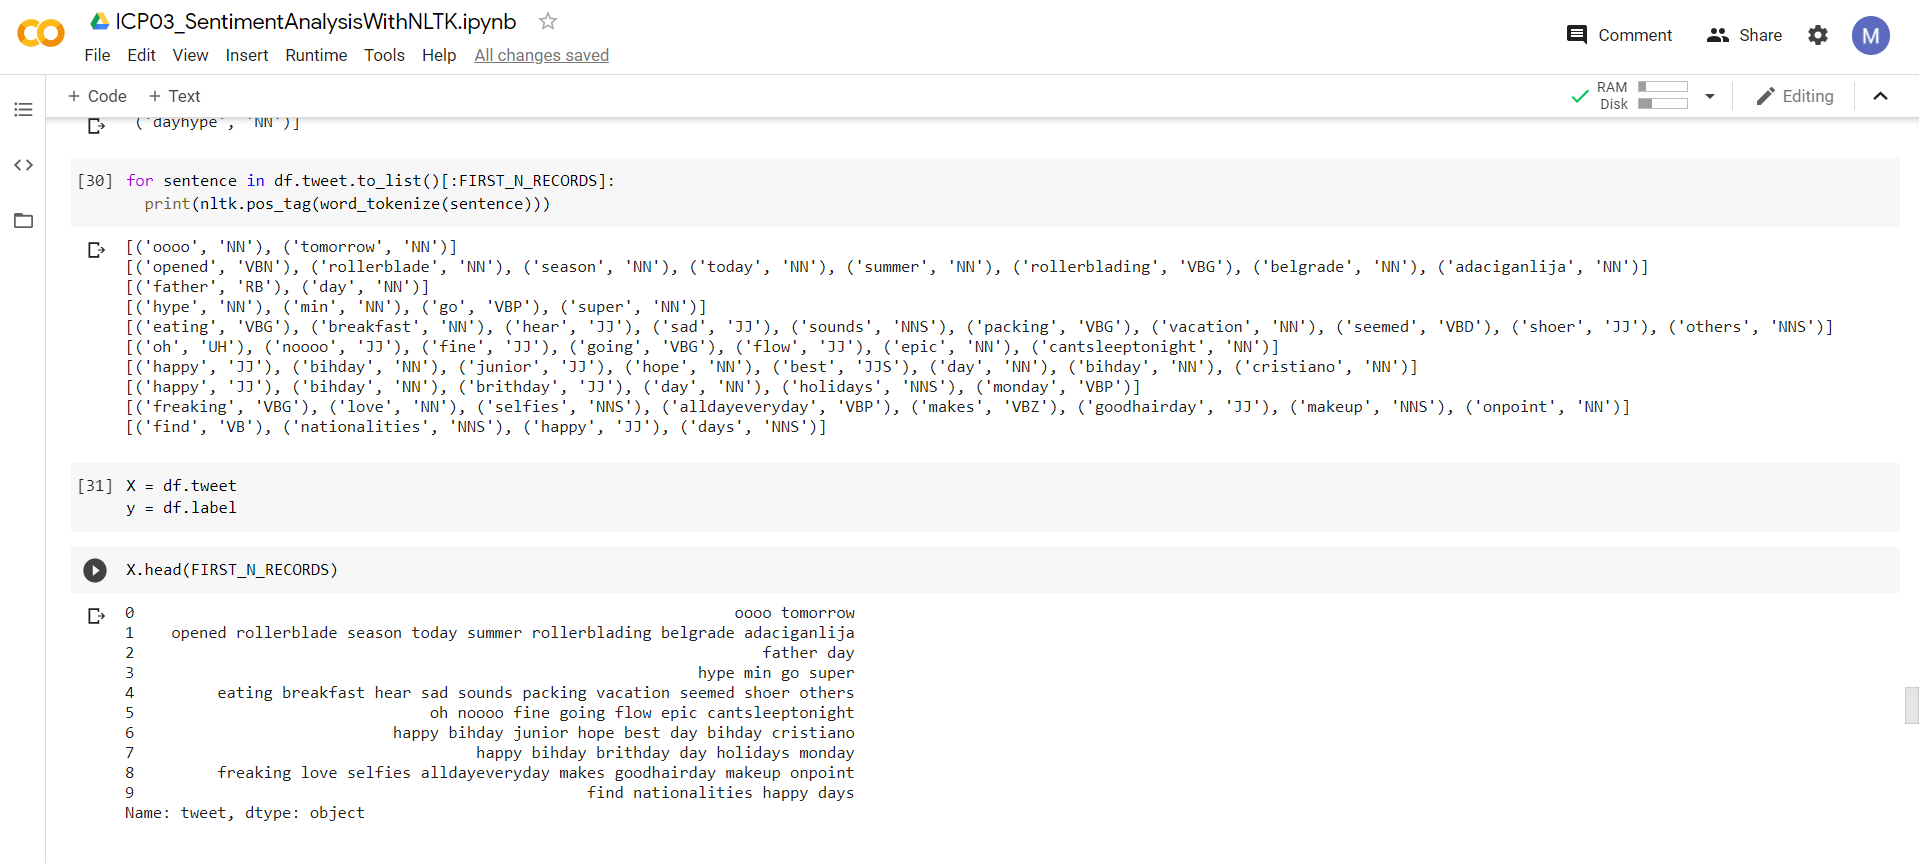 ICP03_SentimentAnalysisWithNLTK.ipynb
Comment Share M
File Edit View Insert Runtime Tools Help All changes saved
+ Code + Text
RAM
Disk
Editing
('dayhype', 'NN')]
[30] for sentence in df.tweet.to_list()[:FIRST_N_RECORDS]:
print(nltk.pos_tag(word_tokenize(sentence)))
[('oooo', 'NN'), ('tomorrow', 'NN')]
[('opened', 'VBN'), ('rollerblade', 'NN'), ('season', 'NN'), ('today', 'NN'), ('summer', 'NN'), ('rollerblading', 'VBG'), ('belgrade', 'NN'), ('adaciganlija', 'NN')]
[('father', 'RB'), ('day', 'NN')]
[('hype', 'NN'), ('min', 'NN'), ('go', 'VBP'), ('super', 'NN')]
[('eating', 'VBG'), ('breakfast', 'NN'), ('hear', 'JJ'), ('sad', 'JJ'), ('sounds', 'NNS'), ('packing', 'VBG'), ('vacation', 'NN'), ('seemed', 'VBD'), ('shoer', 'JJ'), ('others', 'NNS')]
[('oh', 'UH'), ('noooo', 'JJ'), ('fine', 'JJ'), ('going', 'VBG'), ('flow', 'JJ'), ('epic', 'NN'), ('cantsleeptonight', 'NN')]
[('happy', 'JJ'), ('bihday', 'NN'), ('junior', 'JJ'), ('hope', 'NN'), ('best', 'JJS'), ('day', 'NN'), ('bihday', 'NN'), ('cristiano', 'NN')]
[('happy', 'JJ'), ('bihday', 'NN'), ('brithday', 'JJ'), ('day', 'NN'), ('holidays', 'NNS'), ('monday', 'VBP')]
[('freaking', 'VBG'), ('love', 'NN'), ('selfies', 'NNS'), ('alldayeveryday', 'VBP'), ('makes', 'VBZ'), ('goodhairday', 'JJ'), ('makeup', 'NNS'), ('onpoint', 'NN')]
[('find', 'VB'), ('nationalities', 'NNS'), ('happy', 'JJ'), ('days', 'NNS')]
[31] X = df.tweet
y = df.label
X.head(FIRST_N_RECORDS)
0 oooo tomorrow
1 opened rollerblade season today summer rollerblading belgrade adaciganlija
2 father day
3 hype min go super
4 eating breakfast hear sad sounds packing vacation seemed shoer others
5 oh noooo fine going flow epic cantsleeptonight
6 happy bihday junior hope best day bihday cristiano
7 happy bihday brithday day holidays monday
8 freaking love selfies alldayeveryday makes goodhairday makeup onpoint
9 find nationalities happy days
Name: tweet, dtype: object